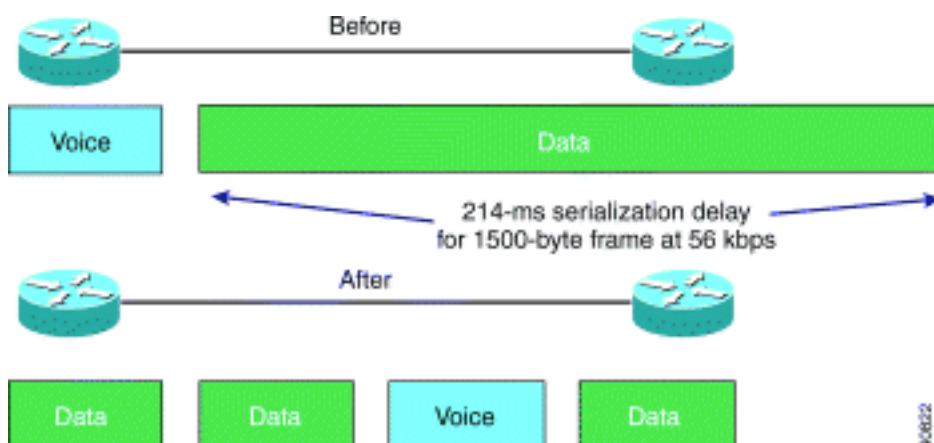 Before
Voice
Data
214-ms serialization delay
for 1500-byte frame at 56 kbps
After
Data
Data
Voice
Data